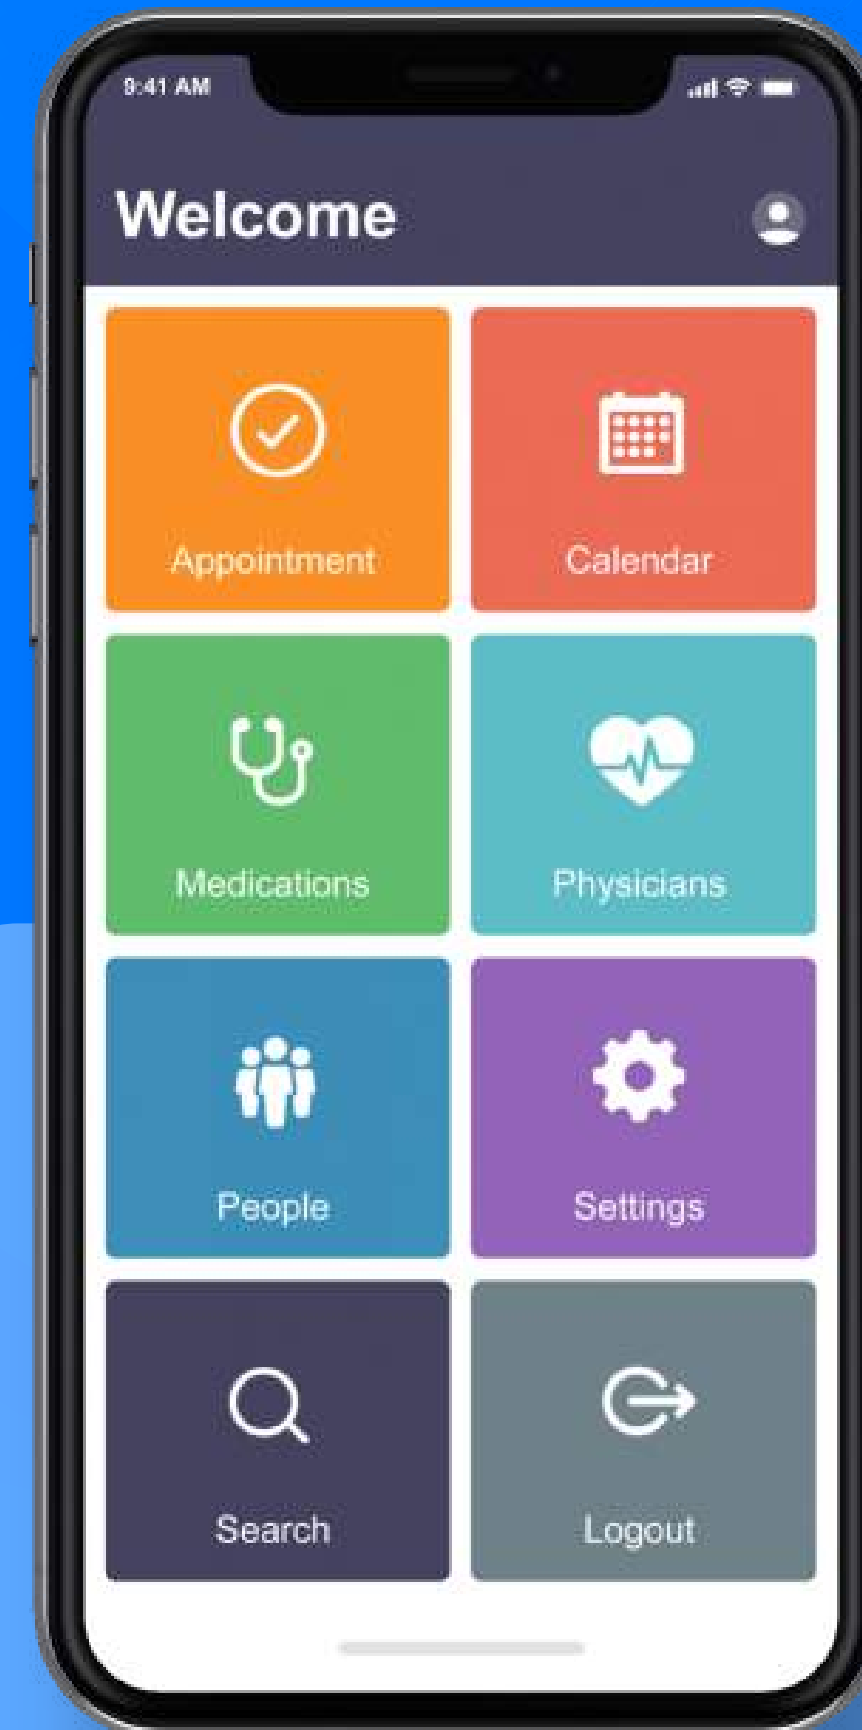 9:41 AM
Welcome
Appointment
Calendar
Medications
Physicians
People
Settings
Search
Logout